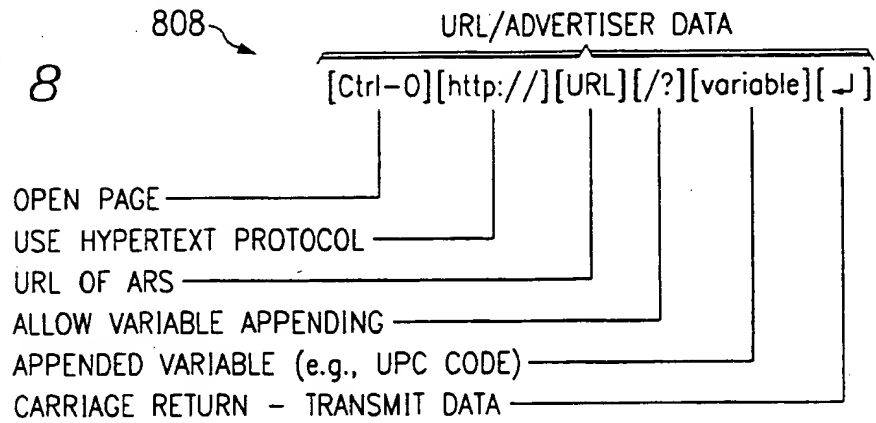 808
URL/ADVERTISER DATA
8
[Ctrl-O][http://][URL][/?][variable][↵]
OPEN PAGE
USE HYPERTEXT PROTOCOL
URL OF ARS
ALLOW VARIABLE APPENDING
APPENDED VARIABLE (e.g., UPC CODE)
CARRIAGE RETURN - TRANSMIT DATA